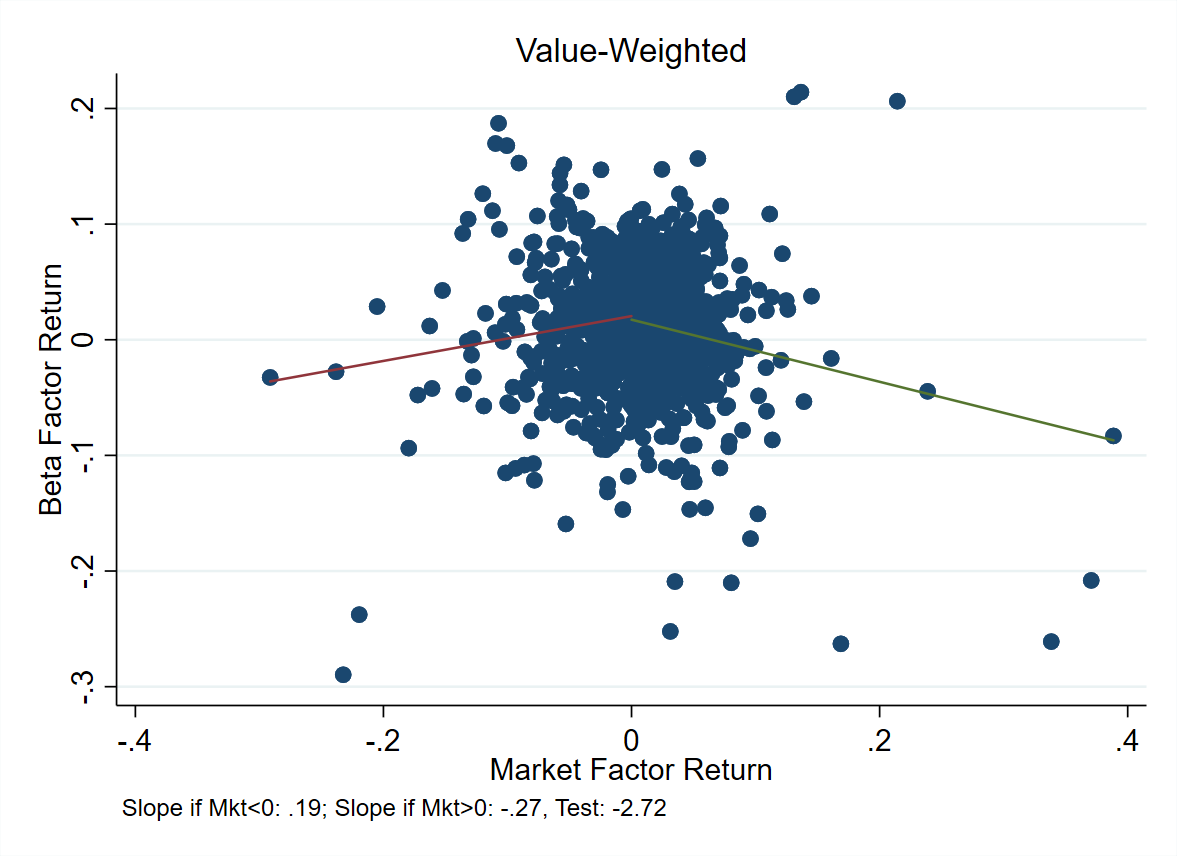 Value-Weighted
Beta Factor Return
.2
.1
0
-.1
-.2
-.3
-.4
-.2
0
.2
.4
Market Factor Return
Slope if Mkt<0: .19; Slope if Mkt>0: -.27, Test: -2.72